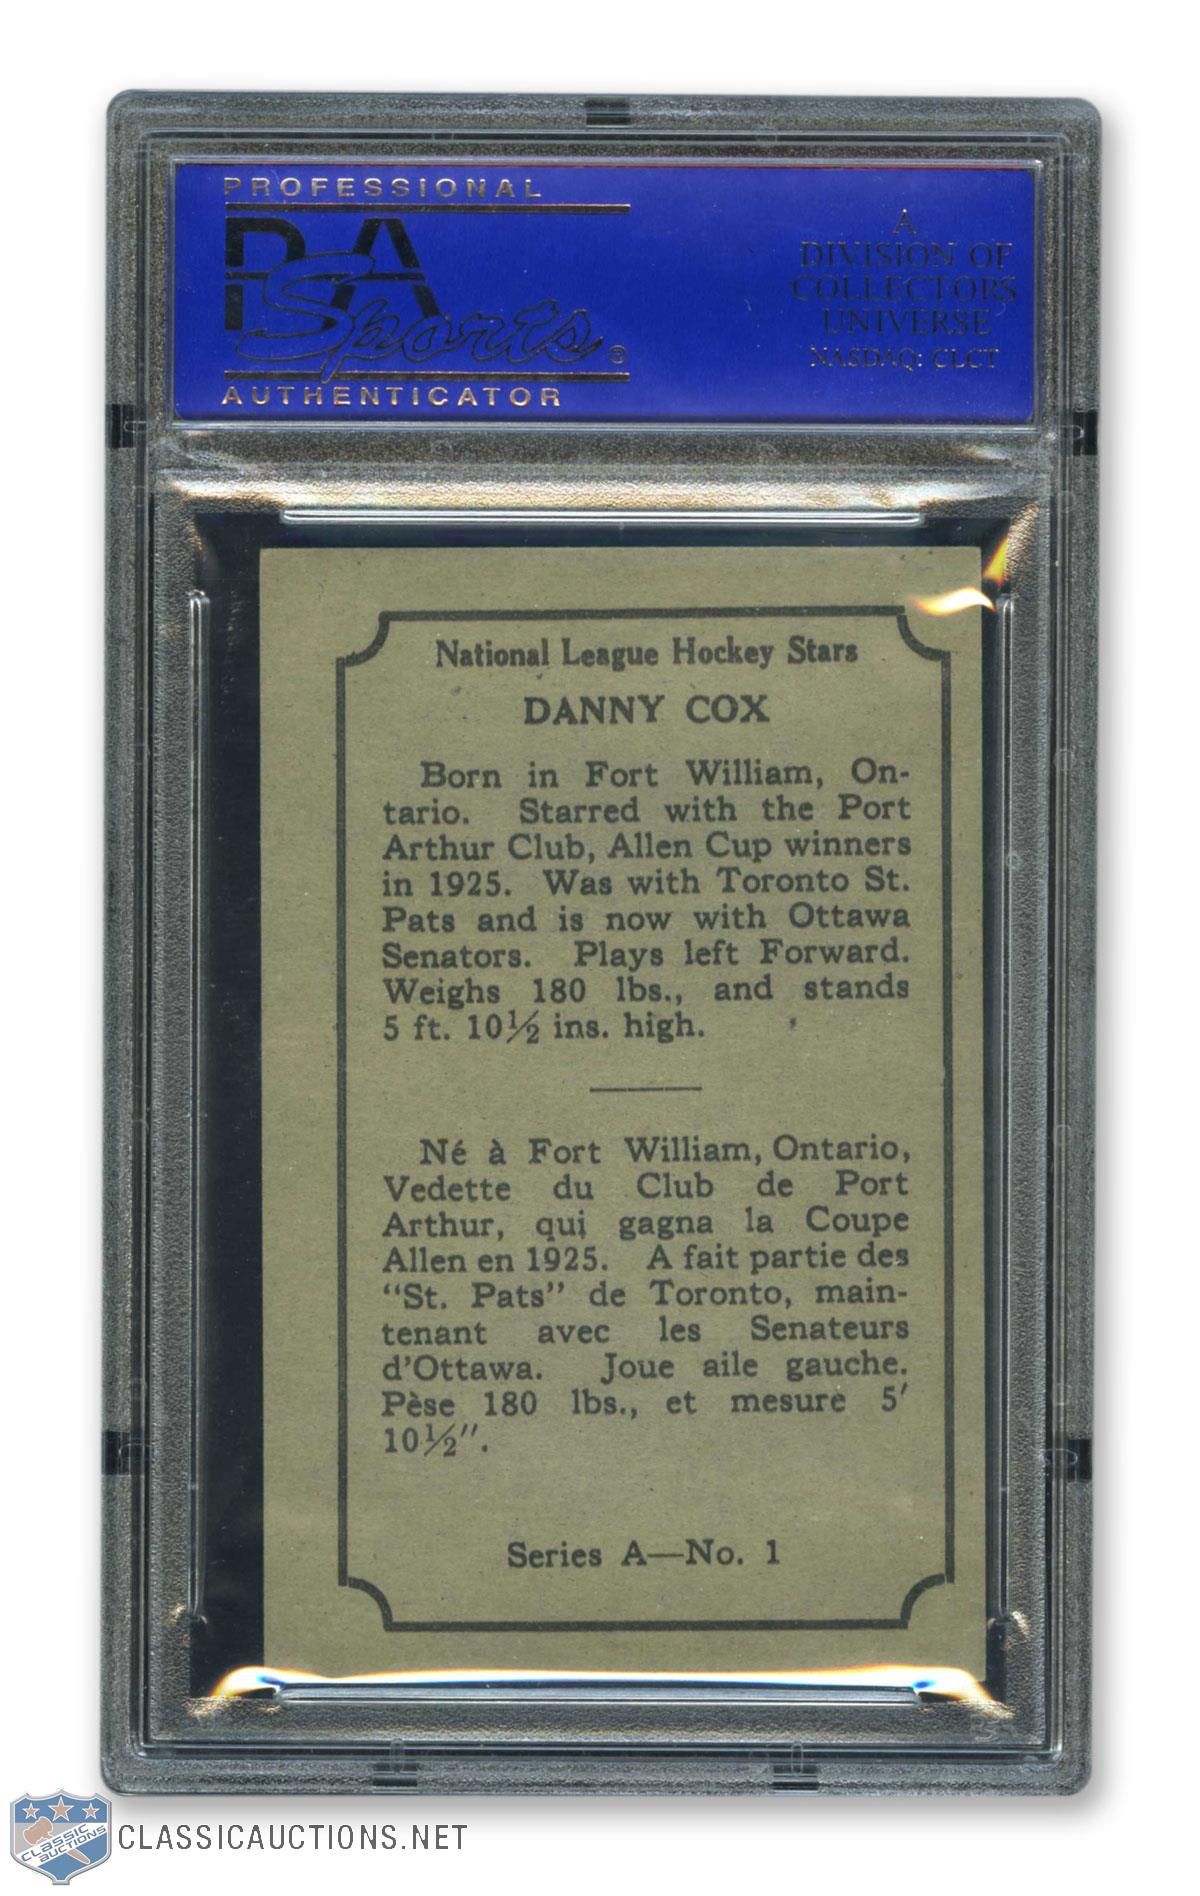 PROFESSIONAL
PSA
Sports®
AUTHENTICATOR
A
DIVISION OF
COLLECTORS
UNIVERSE
NASDAQ: CLCT
National League Hockey Stars
DANNY COX
Born in Fort William, On-
tario. Starred with the Port
Arthur Club, Allen Cup winners
in 1925. Was with Toronto St.
Pats and is now with Ottawa
Senators. Plays left Forward.
Weighs 180 lbs., and stands
5 ft. 10½ ins. high.
Né à Fort William, Ontario,
Vedette du Club de Port
Arthur, qui gagna la Coupe
Allen en 1925. A fait partie des
"St. Pats" de Toronto, main-
tenant avec les Senateurs
d'Ottawa. Joue aile gauche.
Pèse 180 lbs., et mesure 5'
10½".
Series A—No. 1
PSA
CLASSIC
AUCTIONS
CLASSICAUCTIONS.NET